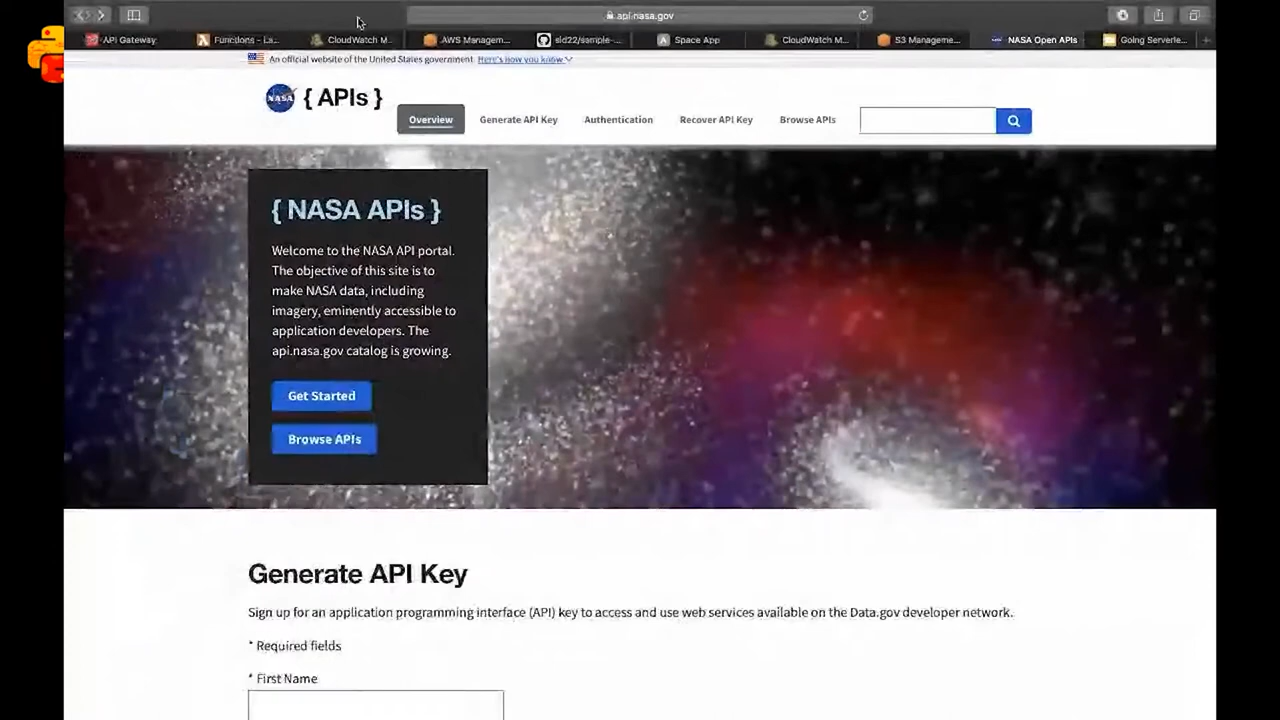 api.nasa.gov
API Gateway
Functions - La...
CloudWatch M...
AWS Managem...
sld22/sample-...
Space App
CloudWatch M...
S3 Manageme...
NASA Open APIs
Going Serverle...
An official website of the United States government Here's how you know
NASA
{ APIs }
Overview
Generate API Key
Authentication
Recover API Key
Browse APIs
{ NASA APIs }
Welcome to the NASA API portal.
The objective of this site is to
make NASA data, including
imagery, eminently accessible to
application developers. The
api.nasa.gov catalog is growing.
Get Started
Browse APIs
Generate API Key
Sign up for an application programming interface (API) key to access and use web services available on the Data.gov developer network.
* Required fields
* First Name